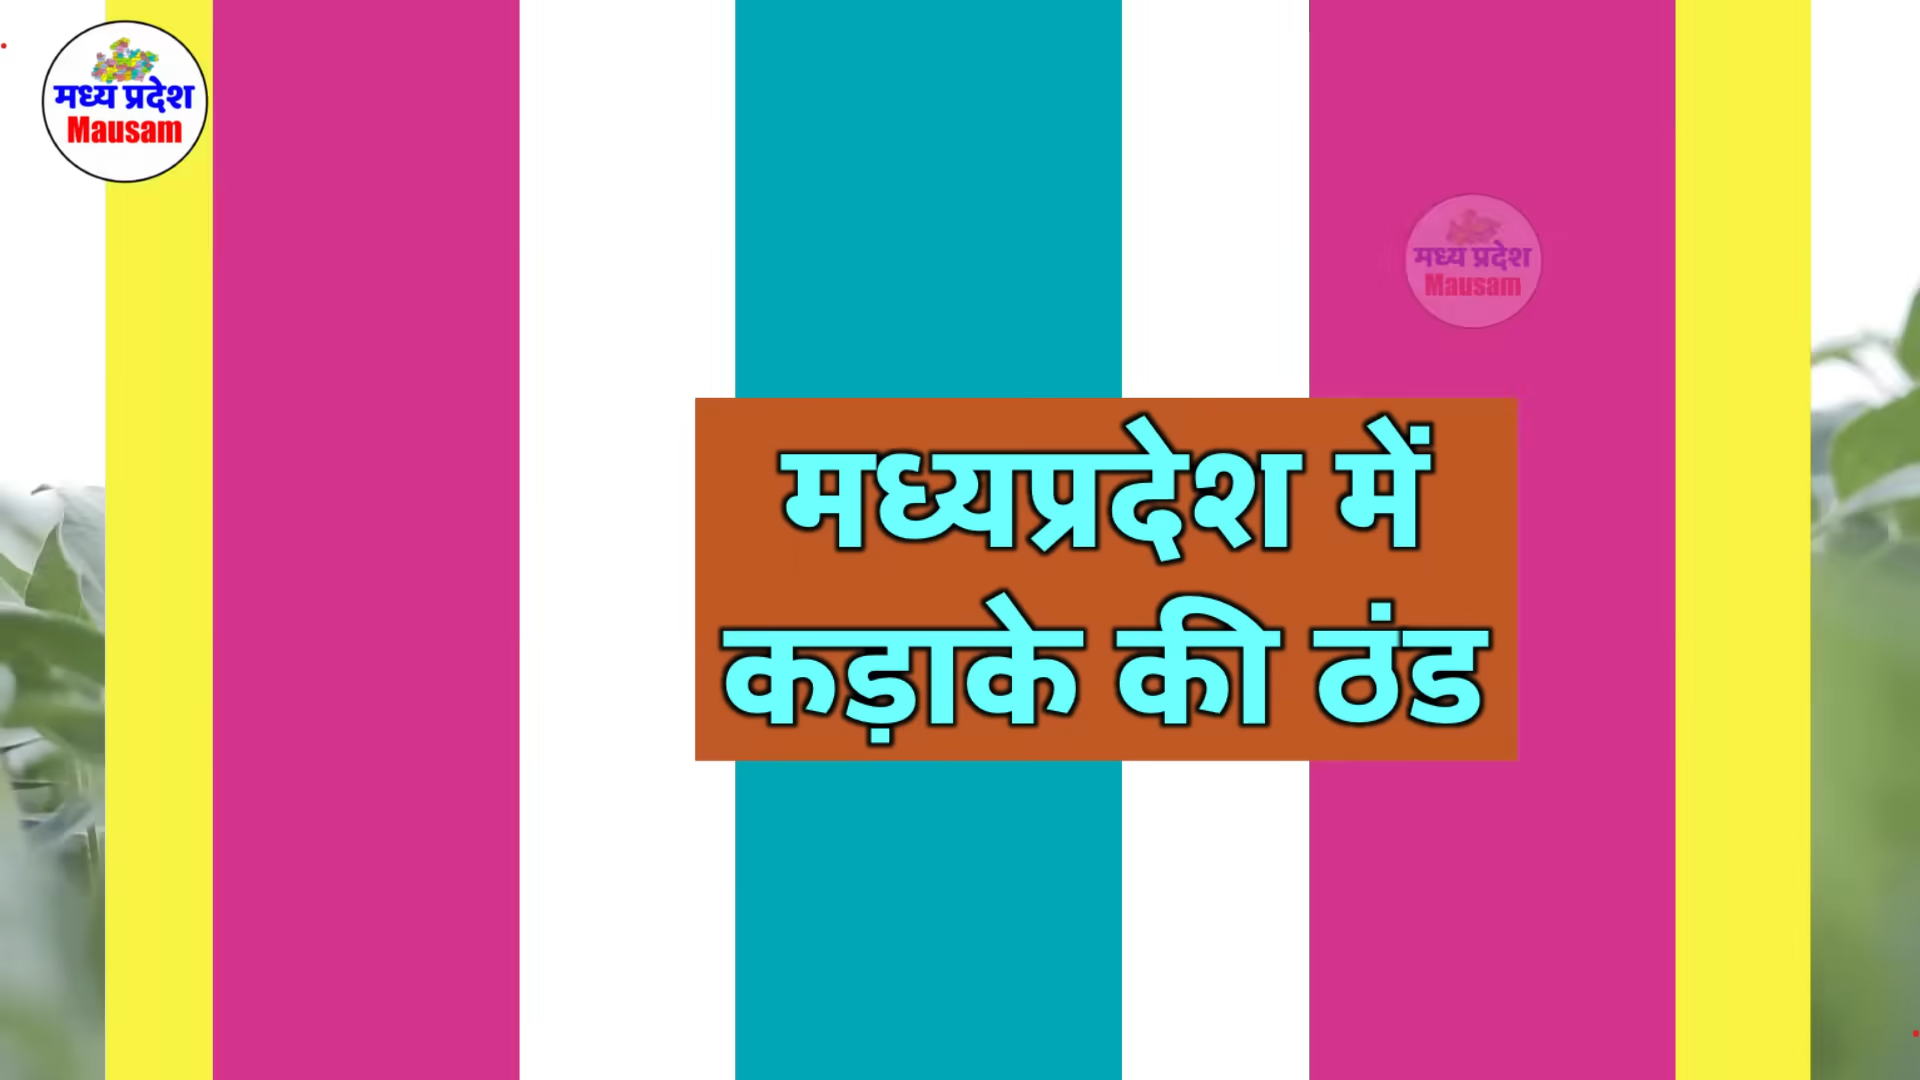 मध्य प्रदेश
Mausam
मध्य प्रदेश
Mausam
मध्यप्रदेश में
कड़ाके की ठंड